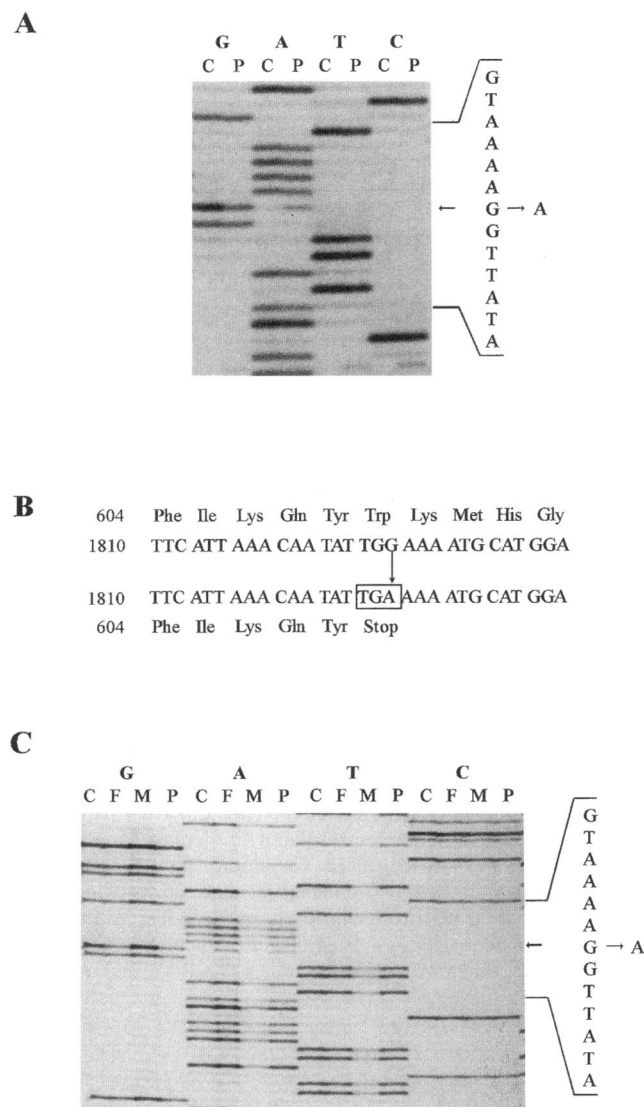 A
G A T C
C P C P C P C P
G
T
A
A
A
A
← G → A
G
T
T
A
T
A
B
604 Phe Ile Lys Gln Tyr Trp Lys Met His Gly
1810 TTC ATT AAA CAA TAT TGG AAA ATG CAT GGA
1810 TTC ATT AAA CAA TAT TGA AAA ATG CAT GGA
604 Phe Ile Lys Gln Tyr Stop
C
G A T C
C F M P C F M P C F M P C F M P
G
T
A
A
A
A
← G → A
G
T
T
A
T
A